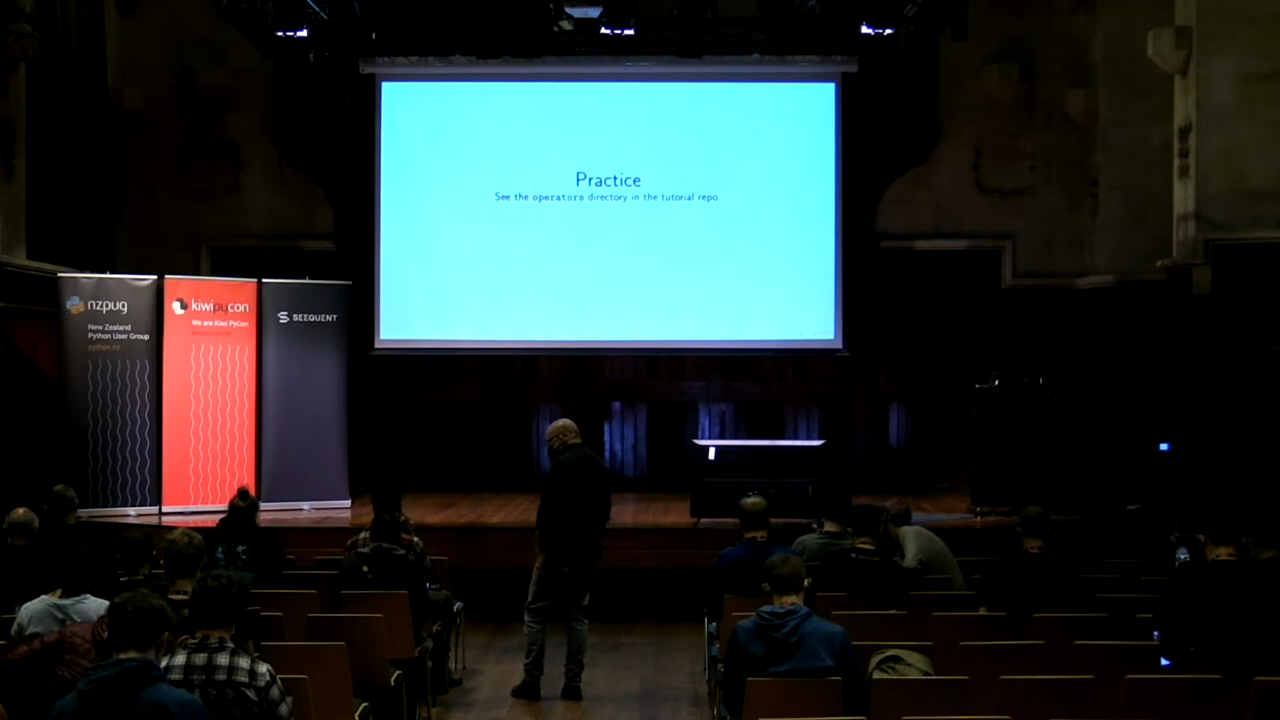 Practice
See the operators directory in the tutorial repo
nzpug
New Zealand
Python User Group
python.nz
kiwipycon
We are Kiwi PyCon
SEEQUENT